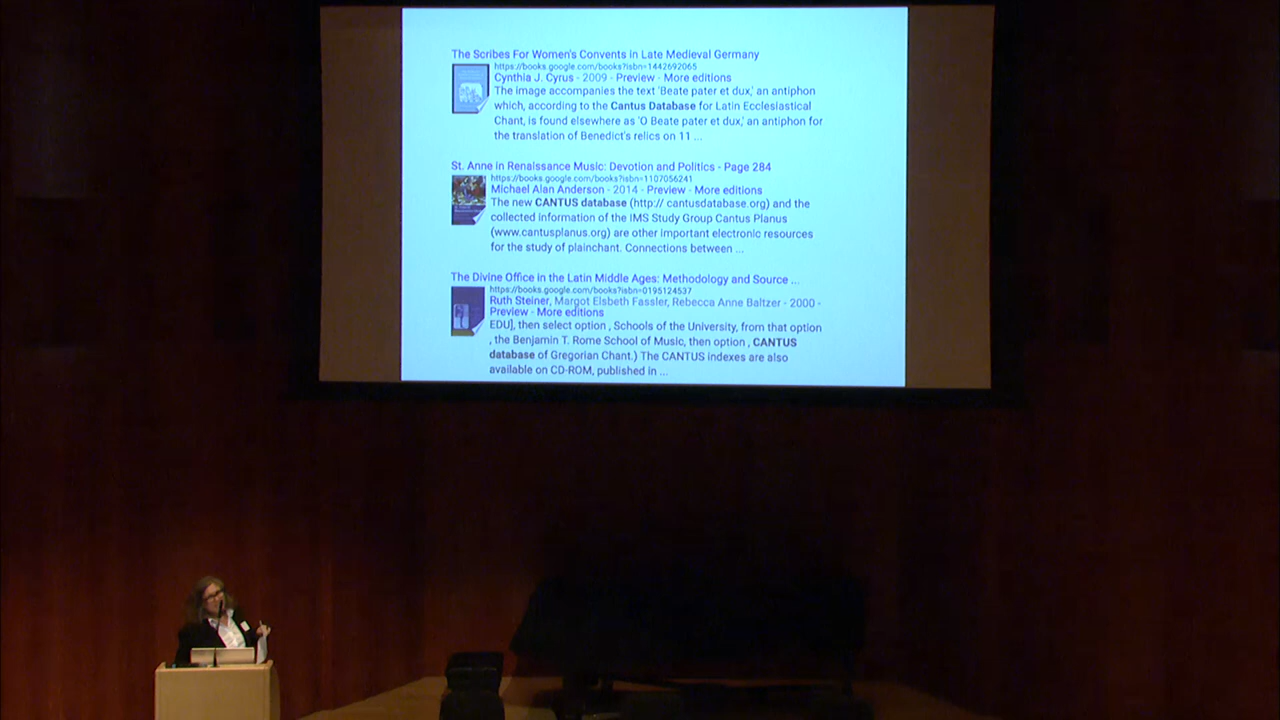 The Scribes For Women's Convents in Late Medieval Germany
https://books.google.com/books?isbn=1442692065
Cynthia J. Cyrus - 2009 - Preview - More editions
The image accompanies the text 'Beate pater et dux,' an antiphon
which, according to the Cantus Database for Latin Ecclesiastical
Chant, is found elsewhere as 'O Beate pater et dux,' an antiphon for
the translation of Benedict's relics on 11 ...
St. Anne in Renaissance Music: Devotion and Politics - Page 284
https://books.google.com/books?isbn=1107056241
Michael Alan Anderson - 2014 - Preview - More editions
The new CANTUS database (http:// cantusdatabase.org) and the
collected information of the IMS Study Group Cantus Planus
(www.cantusplanus.org) are other important electronic resources
for the study of plainchant. Connections between ...
The Divine Office in the Latin Middle Ages: Methodology and Source ...
https://books.google.com/books?isbn=0195124537
Ruth Steiner, Margot Elsbeth Fassler, Rebecca Anne Baltzer - 2000 -
Preview - More editions
EDU], then select option , Schools of the University, from that option
, the Benjamin T. Rome School of Music, then option , CANTUS
database of Gregorian Chant.) The CANTUS indexes are also
available on CD-ROM, published in ...